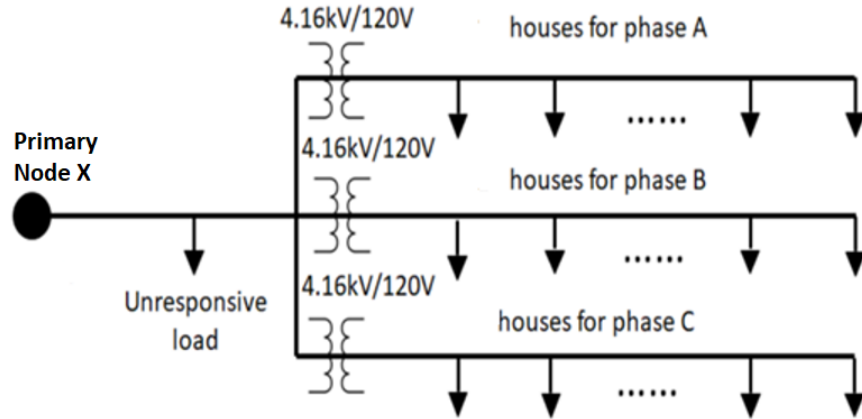 4.16kV/120V
houses for phase A
Primary
Node X
4.16kV/120V
houses for phase B
Unresponsive
load
4.16kV/120V
houses for phase C